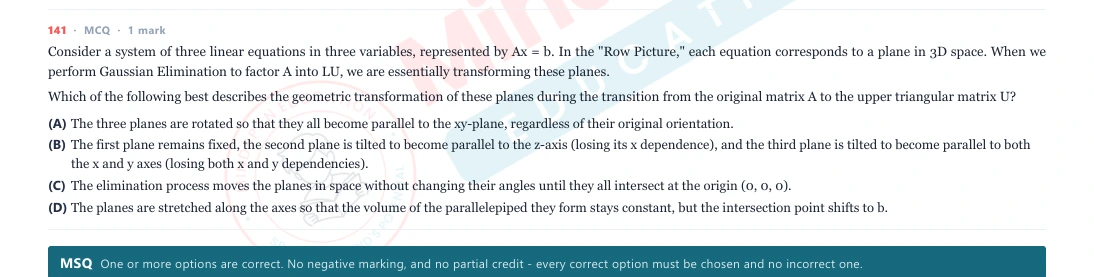 Mind
EDUCATI
141 · MCQ · 1 mark
Consider a system of three linear equations in three variables, represented by Ax = b. In the "Row Picture," each equation corresponds to a plane in 3D space. When we
perform Gaussian Elimination to factor A into LU, we are essentially transforming these planes.
Which of the following best describes the geometric transformation of these planes during the transition from the original matrix A to the upper triangular matrix U?
(A) The three planes are rotated so that they all become parallel to the xy-plane, regardless of their original orientation.
(B) The first plane remains fixed, the second plane is tilted to become parallel to the z-axis (losing its x dependence), and the third plane is tilted to become parallel to both
the x and y axes (losing both x and y dependencies).
(C) The elimination process moves the planes in space without changing their angles until they all intersect at the origin (0, 0, 0).
(D) The planes are stretched along the axes so that the volume of the parallelepiped they form stays constant, but the intersection point shifts to b.
MSQ One or more options are correct. No negative marking, and no partial credit - every correct option must be chosen and no incorrect one.